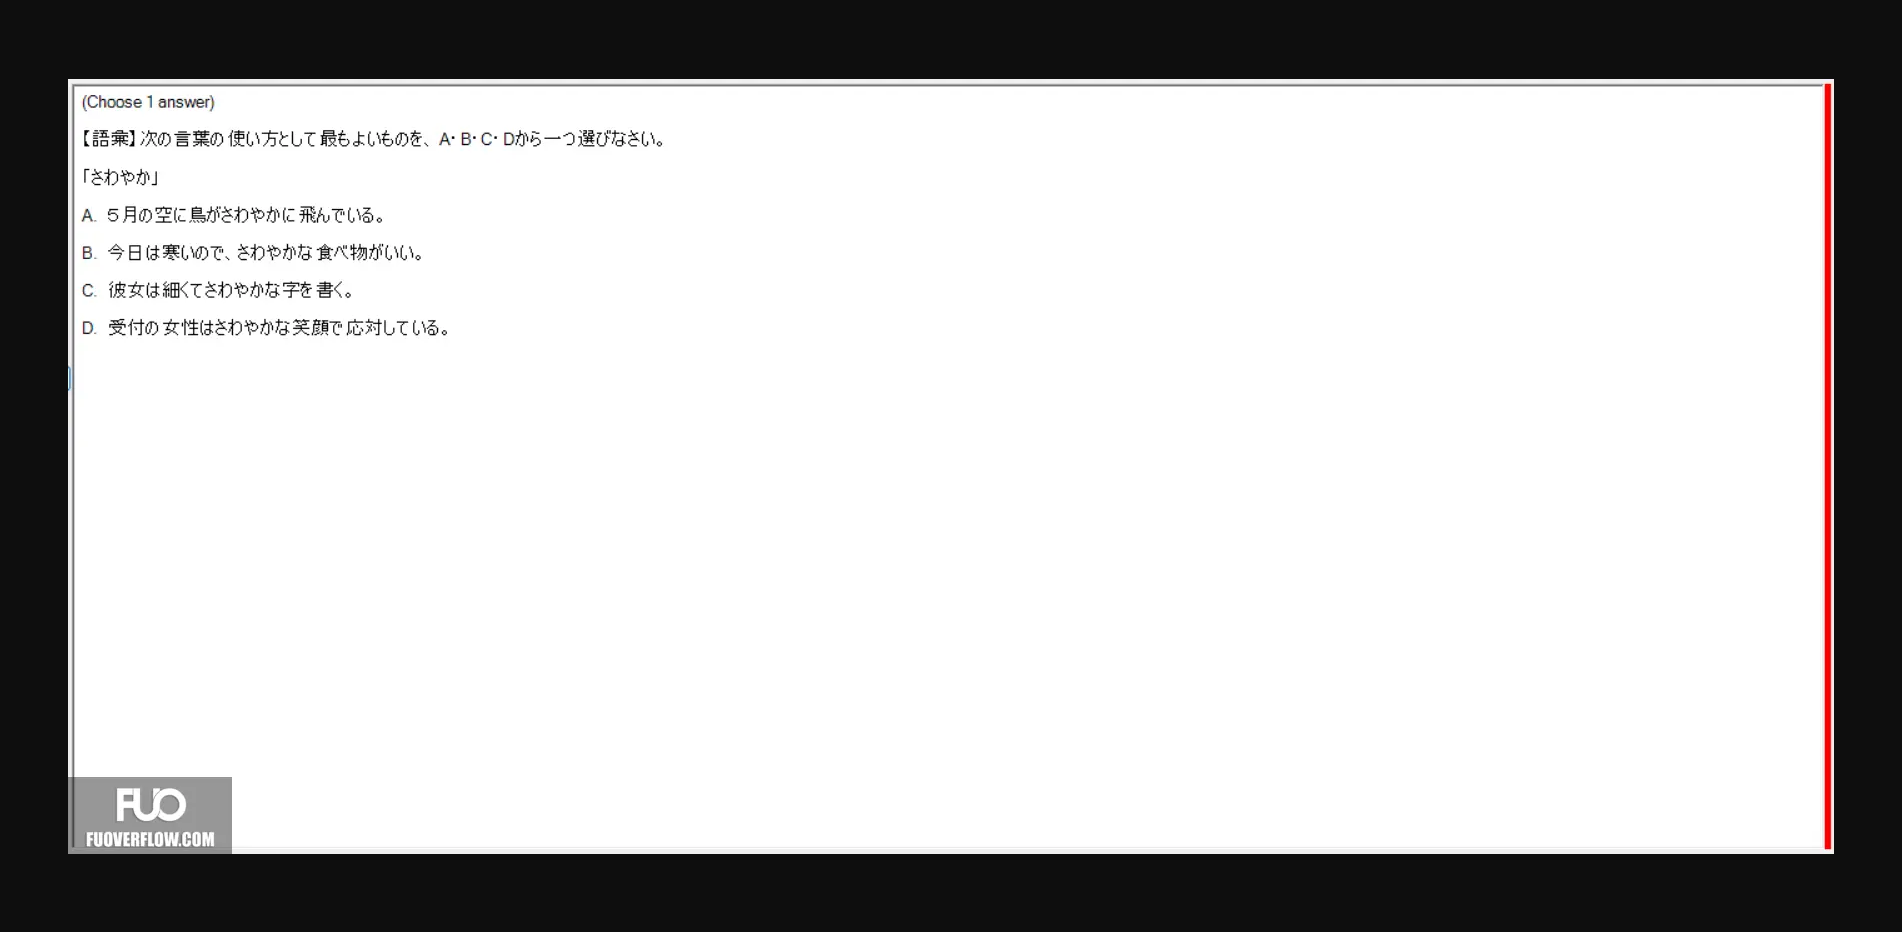 (Choose 1 answer)
【語彙】次の言葉の使い方として最もよいものを、A・B・C・Dから一つ選びなさい。
「さわやか」
A. 5月の空に鳥がさわやかに飛んでいる。
B. 今日は寒いので、さわやかな食べ物がいい。
C. 彼女は細くてさわやかな字を書く。
D. 受付の女性はさわやかな笑顔で応対している。
FUO
FUOVERFLOW.COM